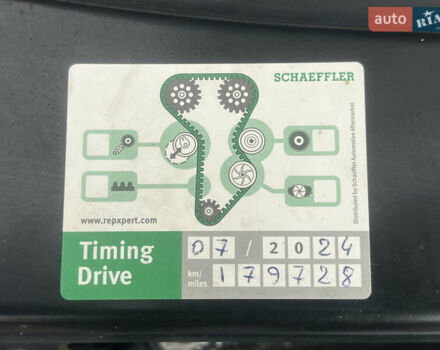 auto RIA
SCHAEFFLER
Distributed by Schaeffler Automotive Aftermarket
www.repxpert.com
Timing Drive
07/2024
km/miles
179728